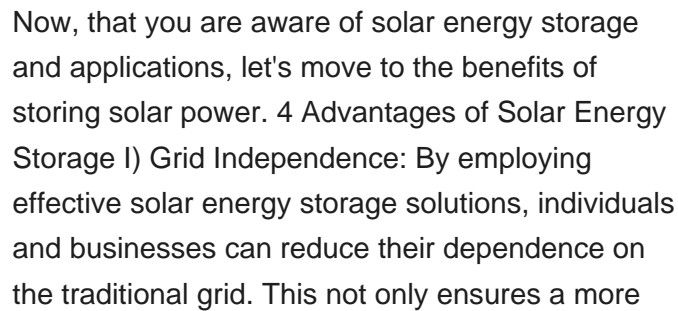 Now, that you are aware of solar energy storage
and applications, let's move to the benefits of
storing solar power. 4 Advantages of Solar Energy
Storage I) Grid Independence: By employing
effective solar energy storage solutions, individuals
and businesses can reduce their dependence on
the traditional grid. This not only ensures a more